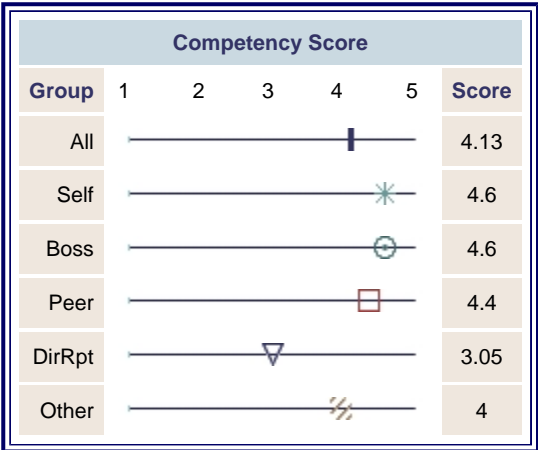 Competency Score
Group 1 2 3 4 5 Score
All 4.13
Self 4.6
Boss 4.6
Peer 4.4
DirRpt 3.05
Other 4